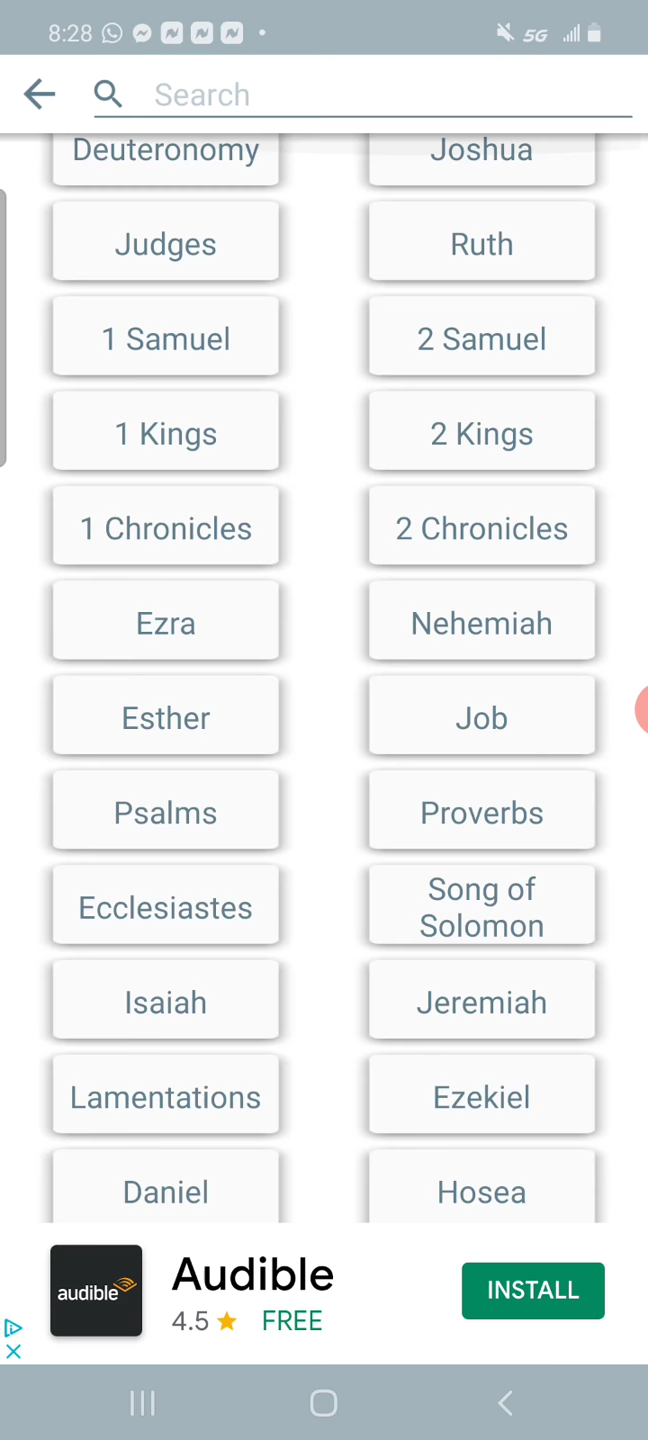 8:28
5G
Search
Deuteronomy
Joshua
Judges
Ruth
1 Samuel
2 Samuel
1 Kings
2 Kings
1 Chronicles
2 Chronicles
Ezra
Nehemiah
Esther
Job
Psalms
Proverbs
Ecclesiastes
Song of
Solomon
Isaiah
Jeremiah
Lamentations
Ezekiel
Daniel
Hosea
audible
Audible
4.5 ★ FREE
INSTALL